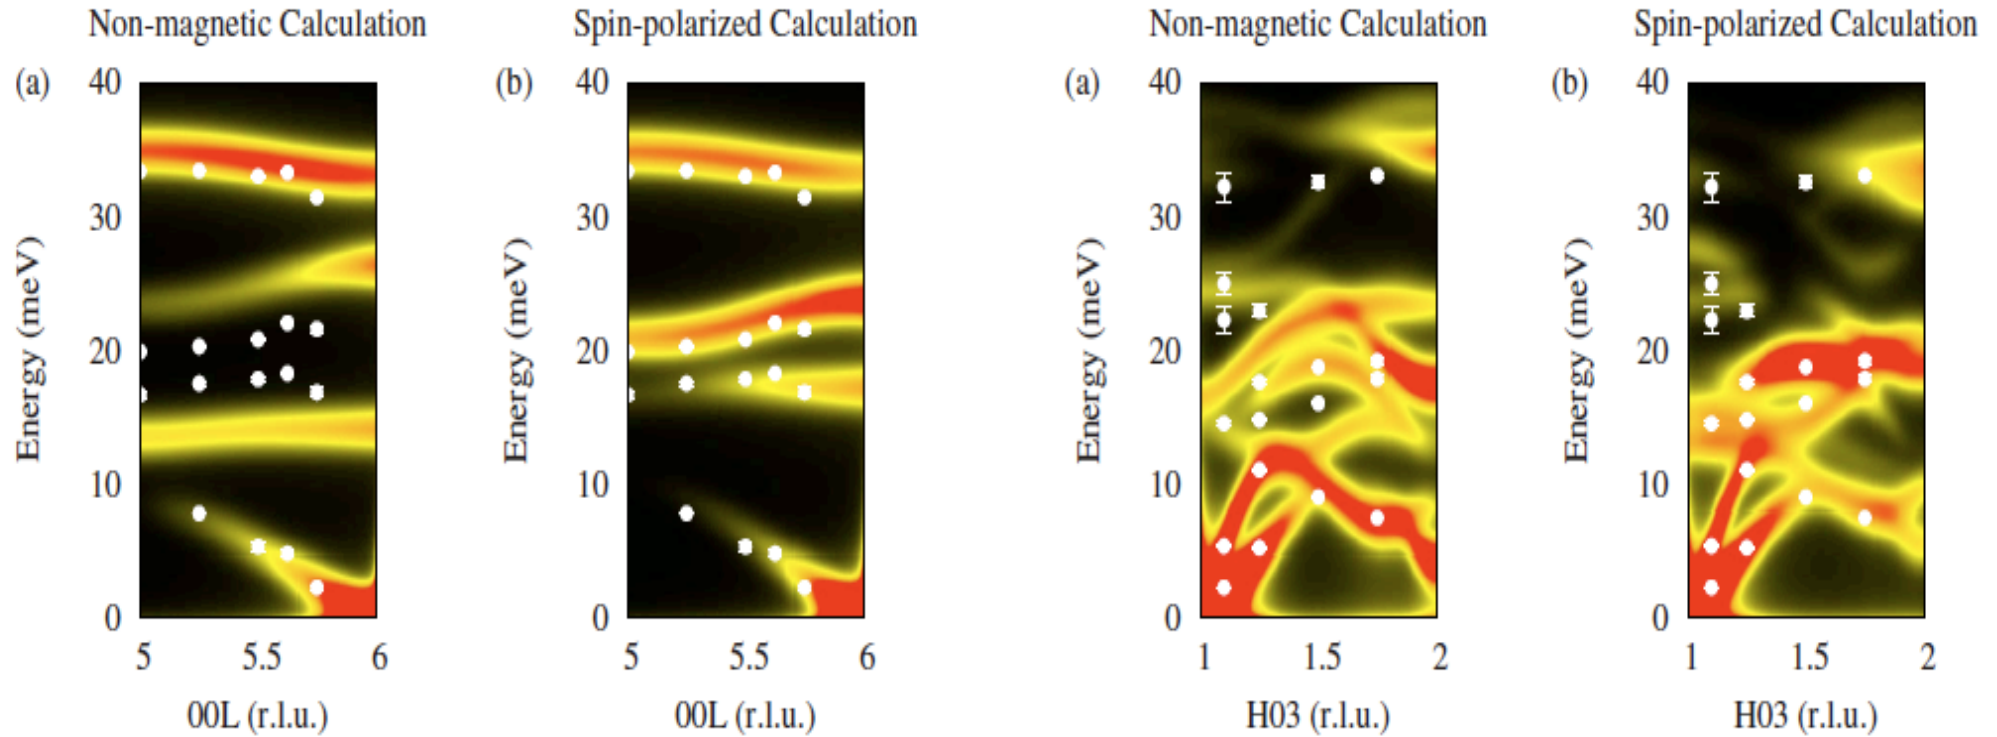 Non-magnetic Calculation
Spin-polarized Calculation
Non-magnetic Calculation
Spin-polarized Calculation
(a)
40
30
20
10
0
Energy (meV)
5
5.5
6
00L (r.l.u.)
(b)
40
30
20
10
0
Energy (meV)
5
5.5
6
00L (r.l.u.)
(a)
40
30
20
10
0
Energy (meV)
1
1.5
2
H03 (r.l.u.)
(b)
40
30
20
10
0
Energy (meV)
1
1.5
2
H03 (r.l.u.)